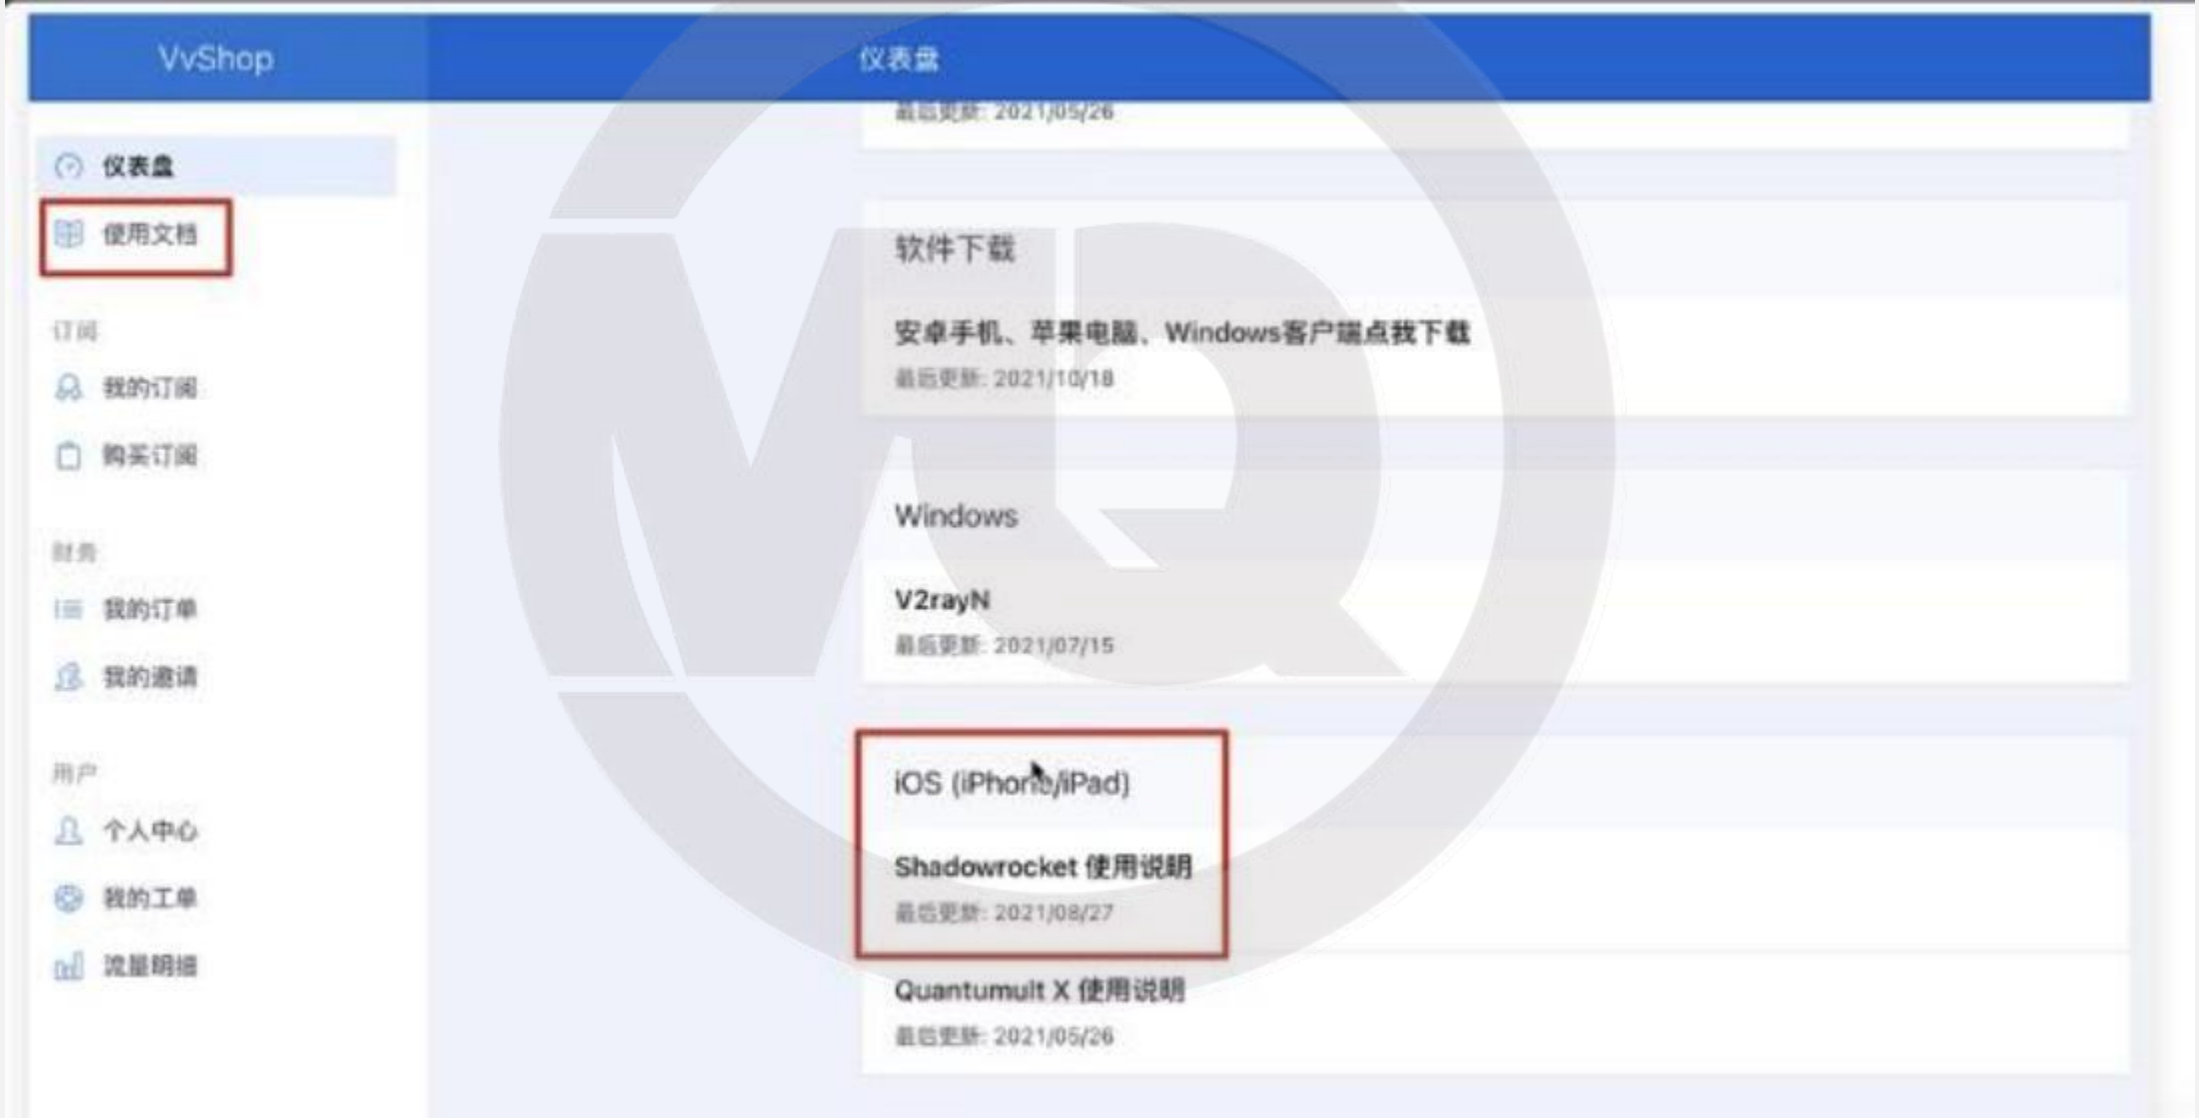 VvShop
仪表盘
仪表盘
使用文档
订阅
我的订阅
购买订阅
财务
我的订单
我的邀请
用户
个人中心
我的工单
流量明细
最后更新: 2021/05/26
软件下载
安卓手机、苹果电脑、Windows客户端点我下载
最后更新: 2021/10/18
Windows
V2rayN
最后更新: 2021/07/15
iOS (iPhone/iPad)
Shadowrocket 使用说明
最后更新: 2021/08/27
Quantumult X 使用说明
最后更新: 2021/05/26
MQ